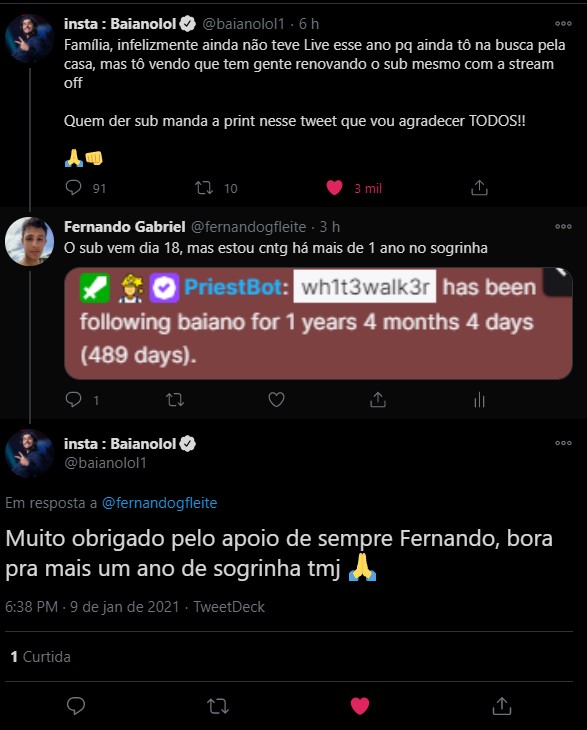 insta : Baianolol @baianolol1 · 6 h
Família, infelizmente ainda não teve Live esse ano pq ainda tô na busca pela
casa, mas tô vendo que tem gente renovando o sub mesmo com a stream
off
Quem der sub manda a print nesse tweet que vou agradecer TODOS!!
🙏👊
91 10 3 mil
Fernando Gabriel @fernandogfleite · 3 h
O sub vem dia 18, mas estou cntg há mais de 1 ano no sogrinha
PriestBot: wh1t3walk3r has been
following baiano for 1 years 4 months 4 days
(489 days).
1
insta : Baianolol
@baianolol1
Em resposta a @fernandogfleite
Muito obrigado pelo apoio de sempre Fernando, bora
pra mais um ano de sogrinha tmj 🙏
6:38 PM · 9 de jan de 2021 · TweetDeck
1 Curtida